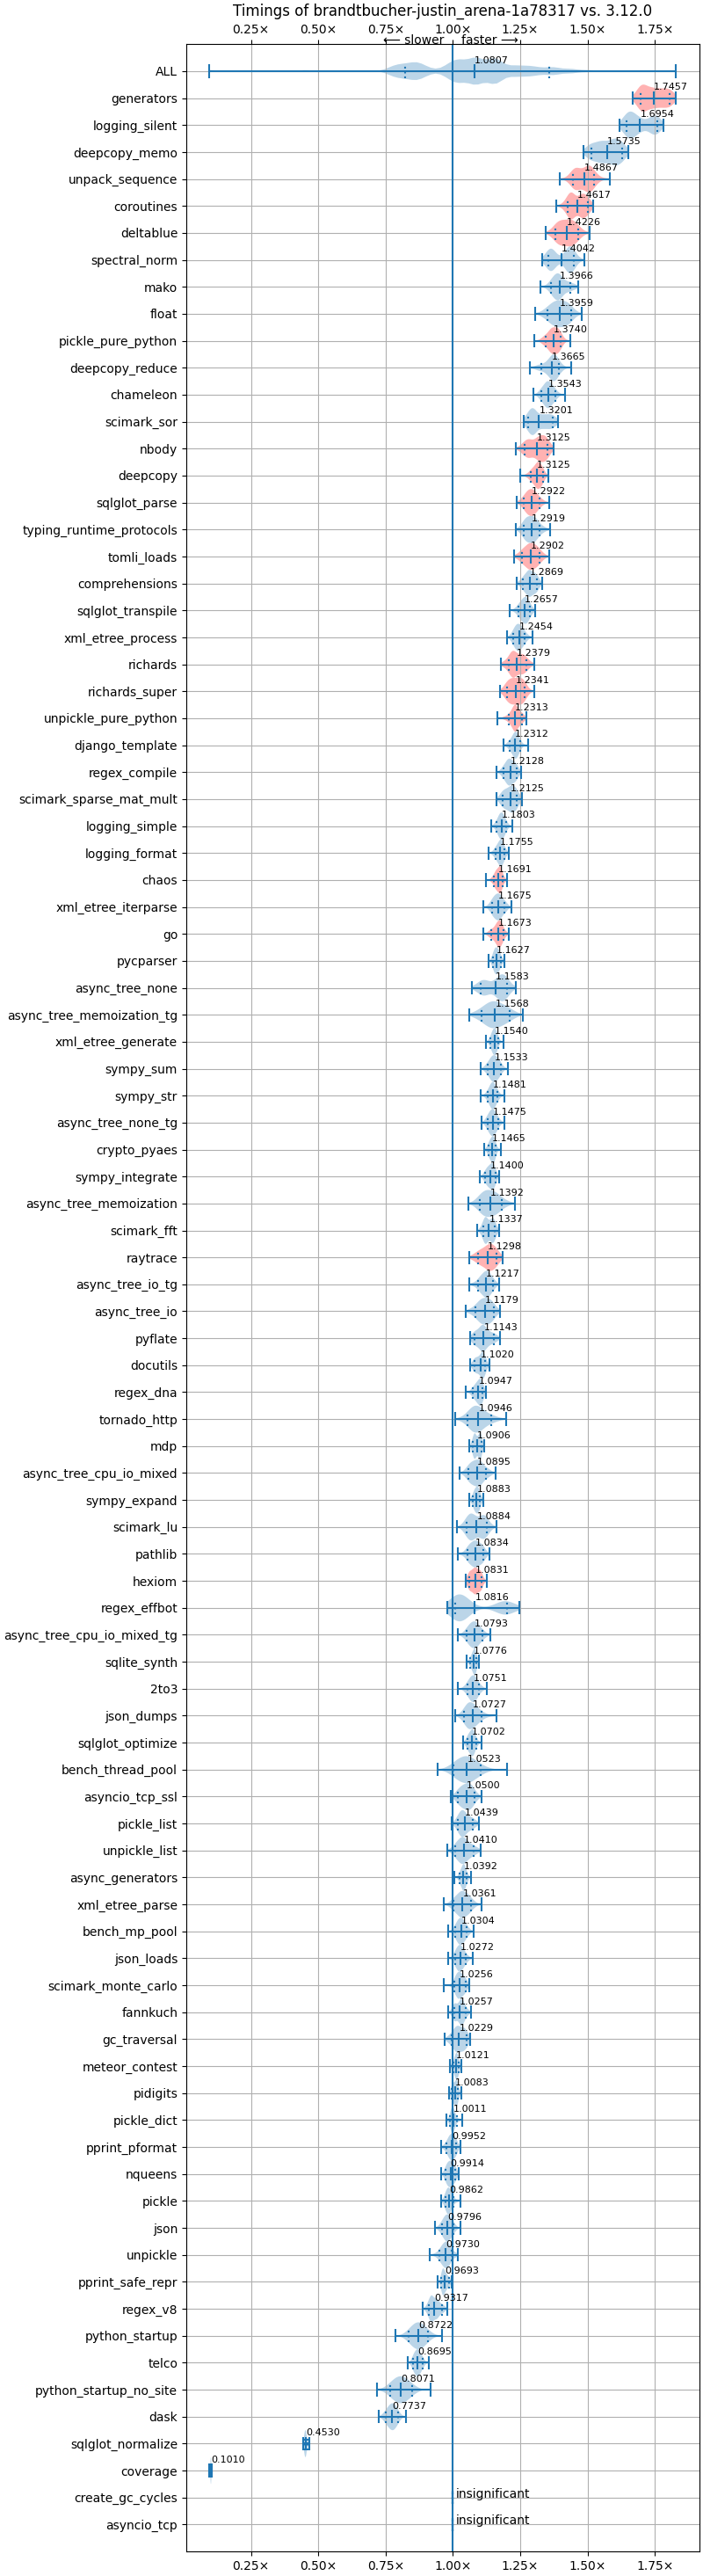 Timings of brandtbucher-justin_arena-1a78317 vs. 3.12.0
0.25× 0.50× 0.75× 1.00× 1.25× 1.50× 1.75×
⟵ slower faster ⟶
ALL 1.0807
generators 1.7457
logging_silent 1.6954
deepcopy_memo 1.5735
unpack_sequence 1.4867
coroutines 1.4617
deltablue 1.4226
spectral_norm 1.4042
mako 1.3966
float 1.3959
pickle_pure_python 1.3740
deepcopy_reduce 1.3665
chameleon 1.3543
scimark_sor 1.3201
nbody 1.3125
deepcopy 1.3125
sqlglot_parse 1.2922
typing_runtime_protocols 1.2919
tomli_loads 1.2902
comprehensions 1.2869
sqlglot_transpile 1.2657
xml_etree_process 1.2454
richards 1.2379
richards_super 1.2341
unpickle_pure_python 1.2313
django_template 1.2312
regex_compile 1.2128
scimark_sparse_mat_mult 1.2125
logging_simple 1.1803
logging_format 1.1755
chaos 1.1691
xml_etree_iterparse 1.1675
go 1.1673
pycparser 1.1627
async_tree_none 1.1583
async_tree_memoization_tg 1.1568
xml_etree_generate 1.1540
sympy_sum 1.1533
sympy_str 1.1481
async_tree_none_tg 1.1475
crypto_pyaes 1.1465
sympy_integrate 1.1400
async_tree_memoization 1.1392
scimark_fft 1.1337
raytrace 1.1298
async_tree_io_tg 1.1217
async_tree_io 1.1179
pyflate 1.1143
docutils 1.1020
regex_dna 1.0947
tornado_http 1.0946
mdp 1.0906
async_tree_cpu_io_mixed 1.0895
sympy_expand 1.0883
scimark_lu 1.0884
pathlib 1.0834
hexiom 1.0831
regex_effbot 1.0816
async_tree_cpu_io_mixed_tg 1.0793
sqlite_synth 1.0776
2to3 1.0751
json_dumps 1.0727
sqlglot_optimize 1.0702
bench_thread_pool 1.0523
asyncio_tcp_ssl 1.0500
pickle_list 1.0439
unpickle_list 1.0410
async_generators 1.0392
xml_etree_parse 1.0361
bench_mp_pool 1.0304
json_loads 1.0272
scimark_monte_carlo 1.0256
fannkuch 1.0257
gc_traversal 1.0229
meteor_contest 1.0121
pidigits 1.0083
pickle_dict 1.0011
pprint_pformat 0.9952
nqueens 0.9914
pickle 0.9862
json 0.9796
unpickle 0.9730
pprint_safe_repr 0.9693
regex_v8 0.9317
python_startup 0.8722
telco 0.8695
python_startup_no_site 0.8071
dask 0.7737
sqlglot_normalize 0.4530
coverage 0.1010
create_gc_cycles insignificant
asyncio_tcp insignificant
0.25× 0.50× 0.75× 1.00× 1.25× 1.50× 1.75×